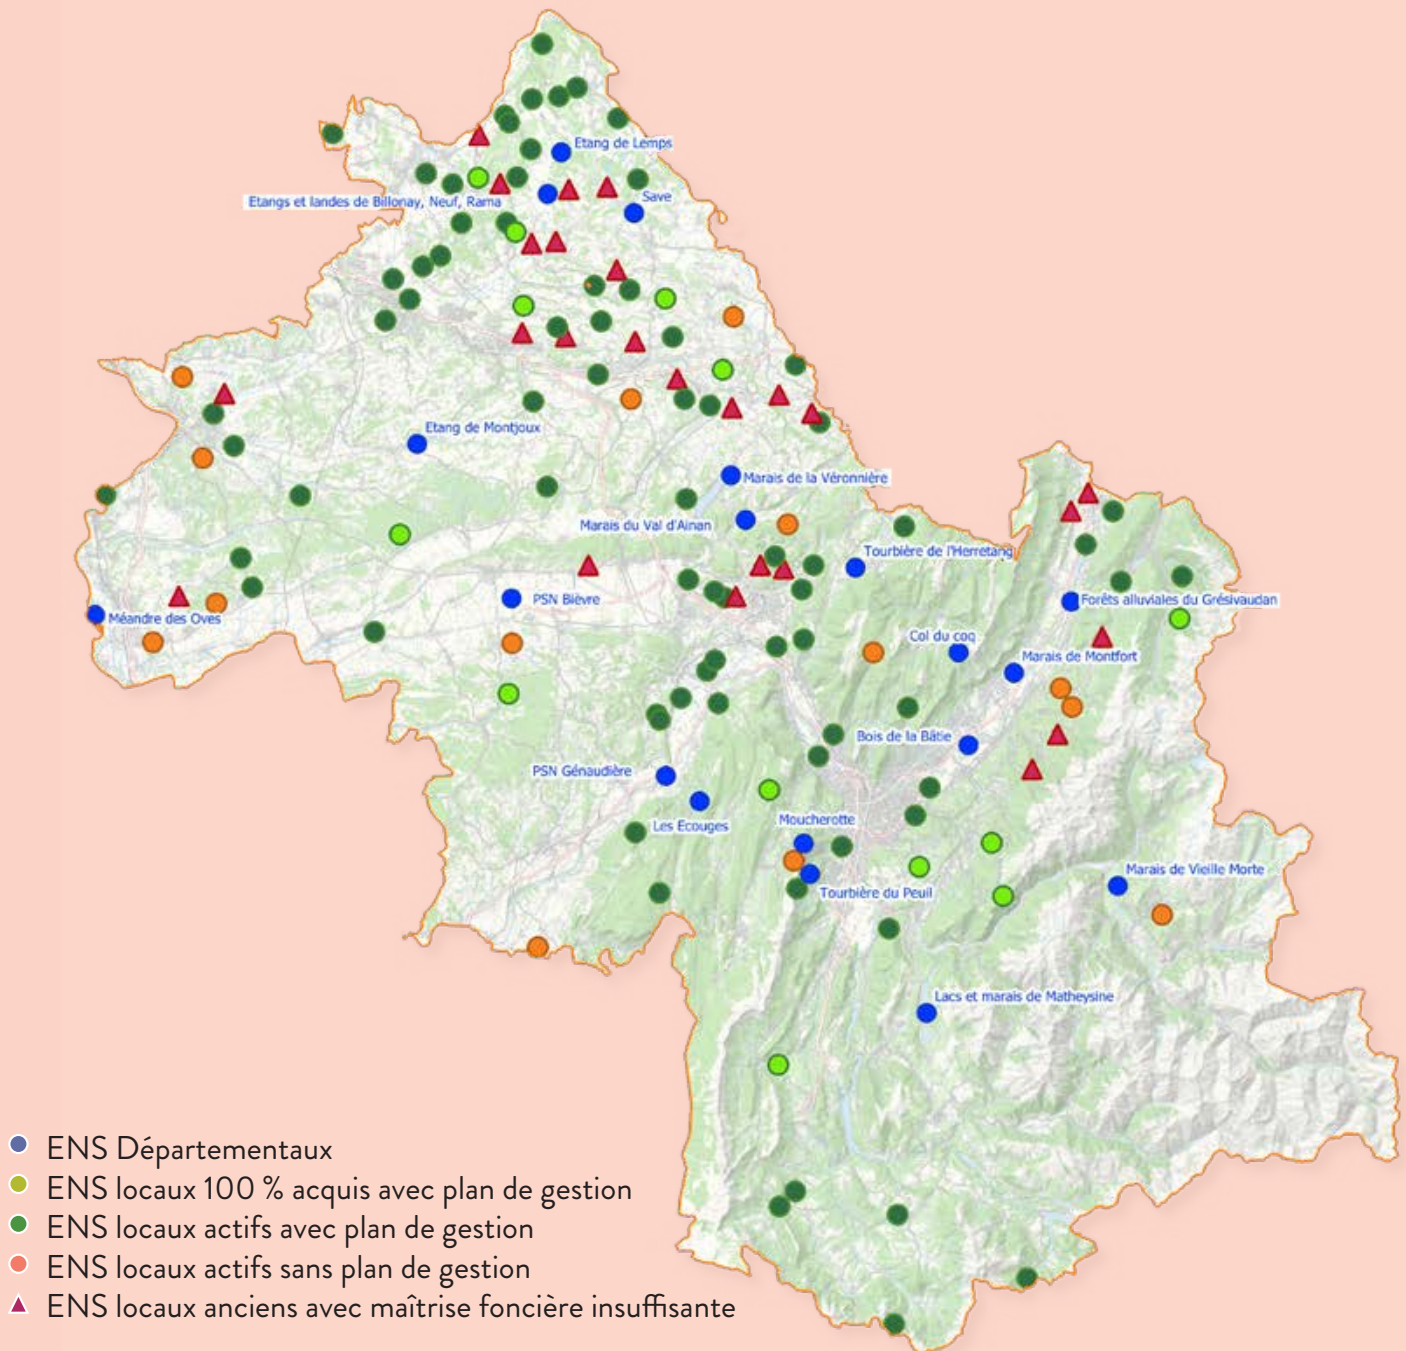 Etang de Lemps
Save
Etangs et landes de Billonay, Neuf, Rama
Etang de Montjoux
Marais de la Véronnière
Marais du Val d'Ainan
Tourbière de l'Herretang
PSN Bièvre
Forêts alluviales du Grésivaudan
Méandre des Oves
Col du coq
Marais de Montfort
Bois de la Bâtie
PSN Génaudière
Les Ecouges
Moucherotte
Marais de Vieille Morte
Tourbière du Peuil
Lacs et marais de Matheysine
ENS Départementaux
ENS locaux 100 % acquis avec plan de gestion
ENS locaux actifs avec plan de gestion
ENS locaux actifs sans plan de gestion
ENS locaux anciens avec maîtrise foncière insuffisante